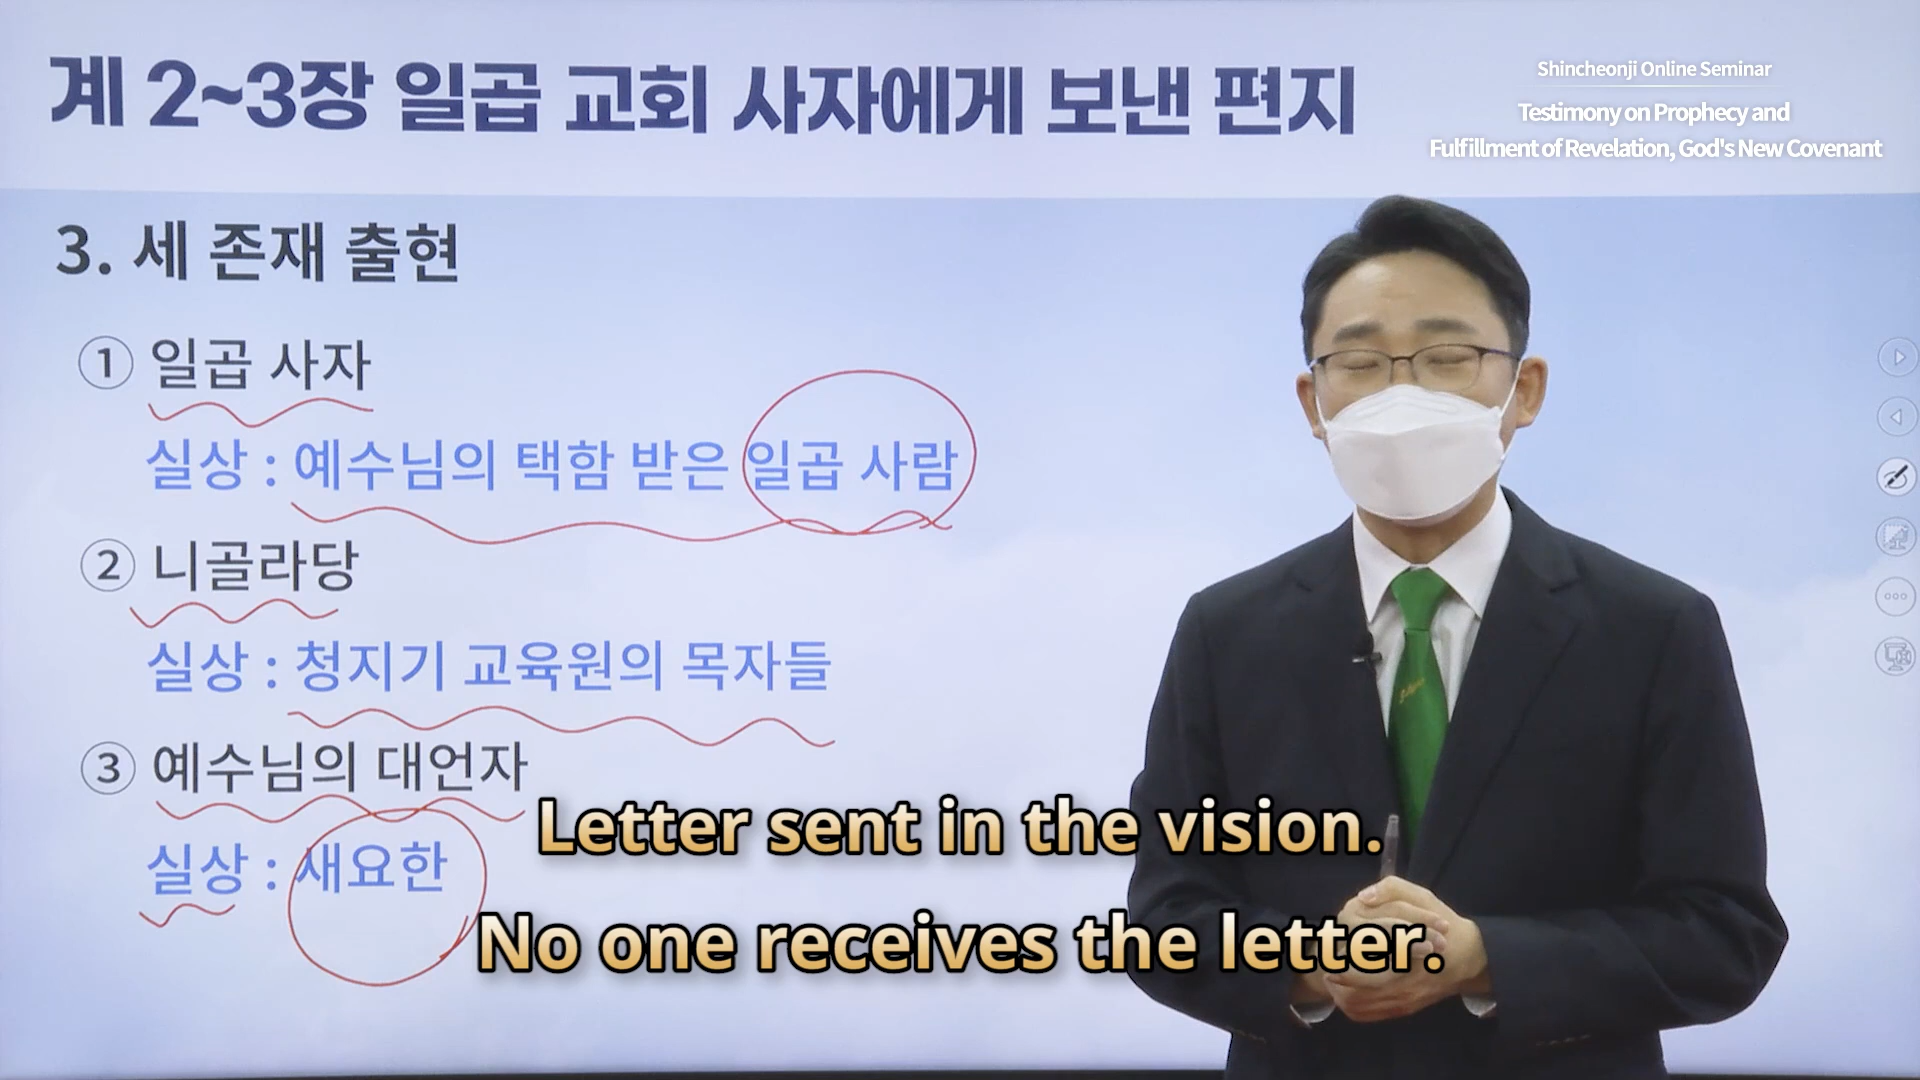 계 2~3장 일곱 교회 사자에게 보낸 편지
Shincheonji Online Seminar
Testimony on Prophecy and
Fulfillment of Revelation, God's New Covenant
3. 세 존재 출현
① 일곱 사자
실상 : 예수님의 택함 받은 일곱 사람
② 니골라당
실상 : 청지기 교육원의 목자들
③ 예수님의 대언자
실상 : 새요한
Letter sent in the vision.
No one receives the letter.